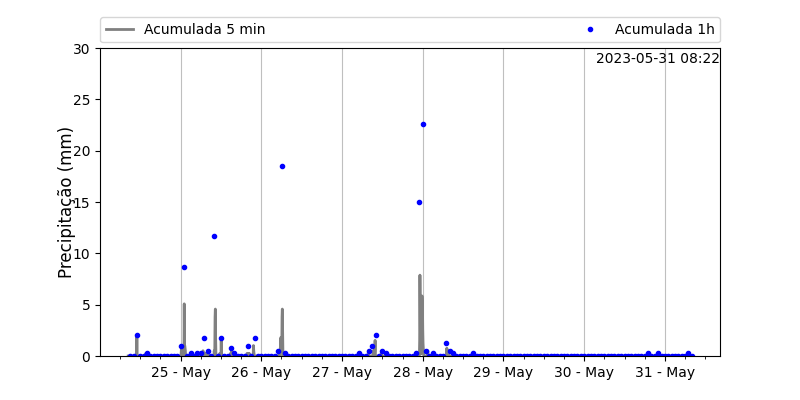 Acumulada 5 min
Acumulada 1h
2023-05-31 08:22
Precipitação (mm)
30
25
20
15
10
5
0
25 - May
26 - May
27 - May
28 - May
29 - May
30 - May
31 - May